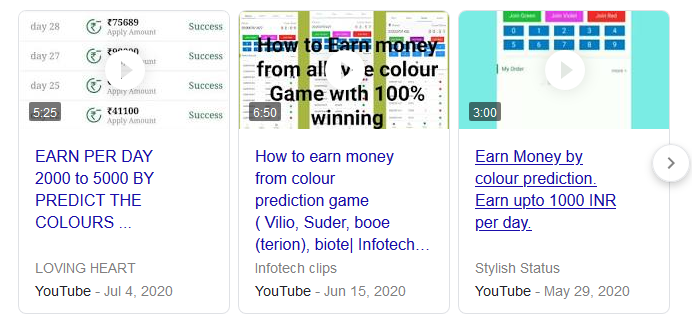 day 28
₹75689
Apply Amount
Success
day 27
Apply Amount
Success
day 25
₹41100
Apply Amount
Success
5:25
EARN PER DAY
2000 to 5000 BY
PREDICT THE
COLOURS ...
LOVING HEART
YouTube - Jul 4, 2020
How to Earn money
from all
colour
Game with 100%
winning
6:50
How to earn money
from colour
prediction game
( Vilio, Suder, booe
(terion), biote| Infotech…
Infotech clips
YouTube - Jun 15, 2020
Join Green Join Violet Join Red
0 1 2 3 4
5 6 7 8 9
My Order
more >
3:00
Earn Money by
colour prediction.
Earn upto 1000 INR
per day.
Stylish Status
YouTube - May 29, 2020